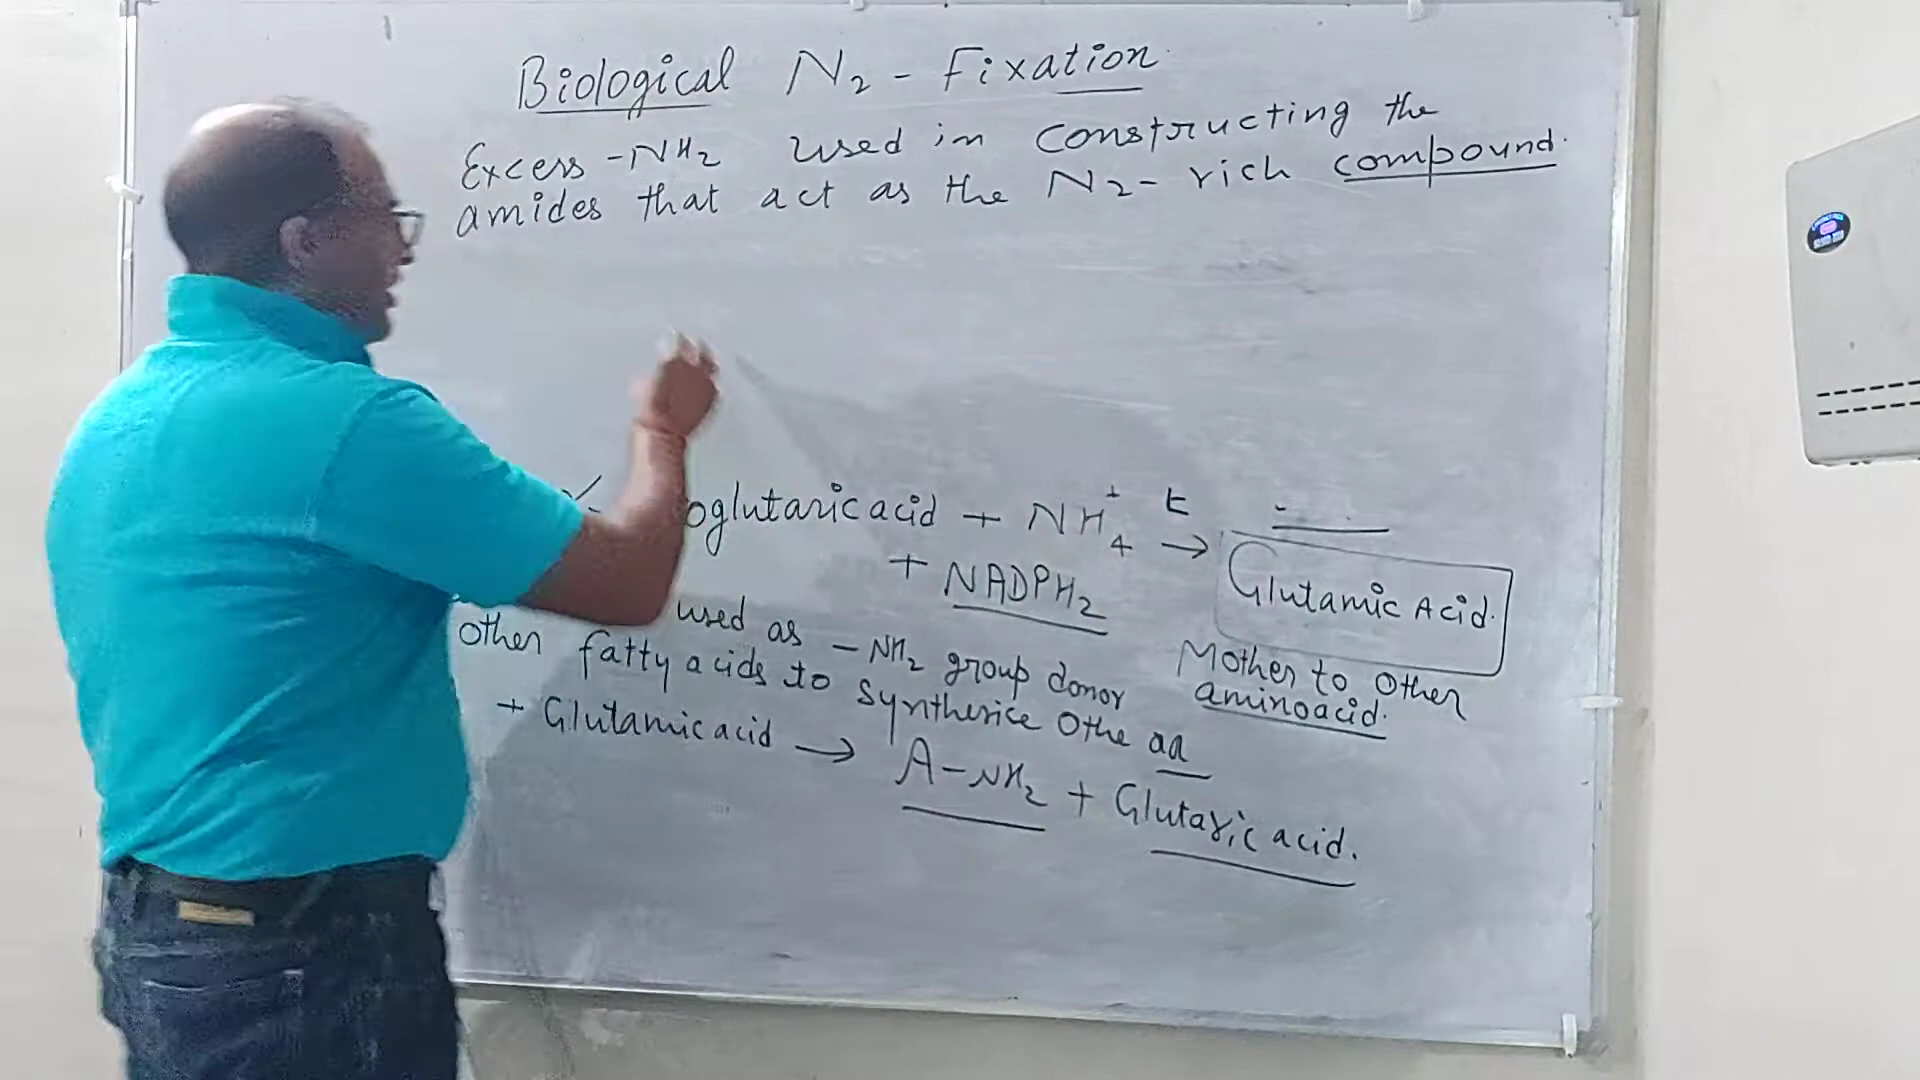 Biological N₂ - Fixation
Excess -NH₂ used in constructing the
amides that act as the N₂- rich compound.
oglutaric acid + NH₄⁺ E →
+ NADPH₂
Glutamic Acid.
Mother to other
aminoacid.
used as -NH₂ group donor
other fatty acids to syntherice Othe aa
+ Glutamic acid → A-NH₂ + Glutaric acid.